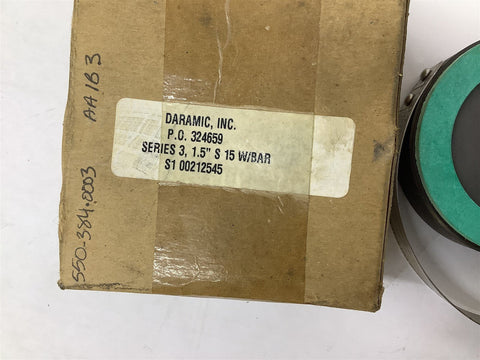 DARAMIC, INC.
P.O. 324659
SERIES 3, 1.5" S 15 W/BAR
S1 00212545
550-384-0003 AA1B3